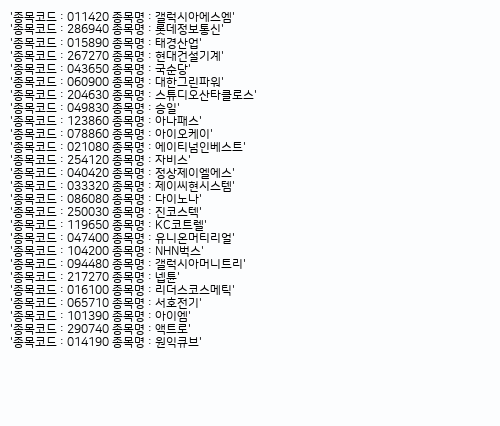 '종목코드 : 011420 종목명 : 갤럭시아에스엠'
'종목코드 : 286940 종목명 : 롯데정보통신'
'종목코드 : 015890 종목명 : 태경산업'
'종목코드 : 267270 종목명 : 현대건설기계'
'종목코드 : 043650 종목명 : 국순당'
'종목코드 : 060900 종목명 : 대한그린파워'
'종목코드 : 204630 종목명 : 스튜디오산타클로스'
'종목코드 : 049830 종목명 : 승일'
'종목코드 : 123860 종목명 : 아나패스'
'종목코드 : 078860 종목명 : 아이오케이'
'종목코드 : 021080 종목명 : 에이티넘인베스트'
'종목코드 : 254120 종목명 : 자비스'
'종목코드 : 040420 종목명 : 정상제이엘에스'
'종목코드 : 033320 종목명 : 제이씨현시스템'
'종목코드 : 086080 종목명 : 다이노나'
'종목코드 : 250030 종목명 : 진코스텍'
'종목코드 : 119650 종목명 : KC코트렐'
'종목코드 : 047400 종목명 : 유니온머티리얼'
'종목코드 : 104200 종목명 : NHN벅스'
'종목코드 : 094480 종목명 : 갤럭시아머니트리'
'종목코드 : 217270 종목명 : 넵튠'
'종목코드 : 016100 종목명 : 리더스코스메틱'
'종목코드 : 065710 종목명 : 서호전기'
'종목코드 : 101390 종목명 : 아이엠'
'종목코드 : 290740 종목명 : 액트로'
'종목코드 : 014190 종목명 : 원익큐브'